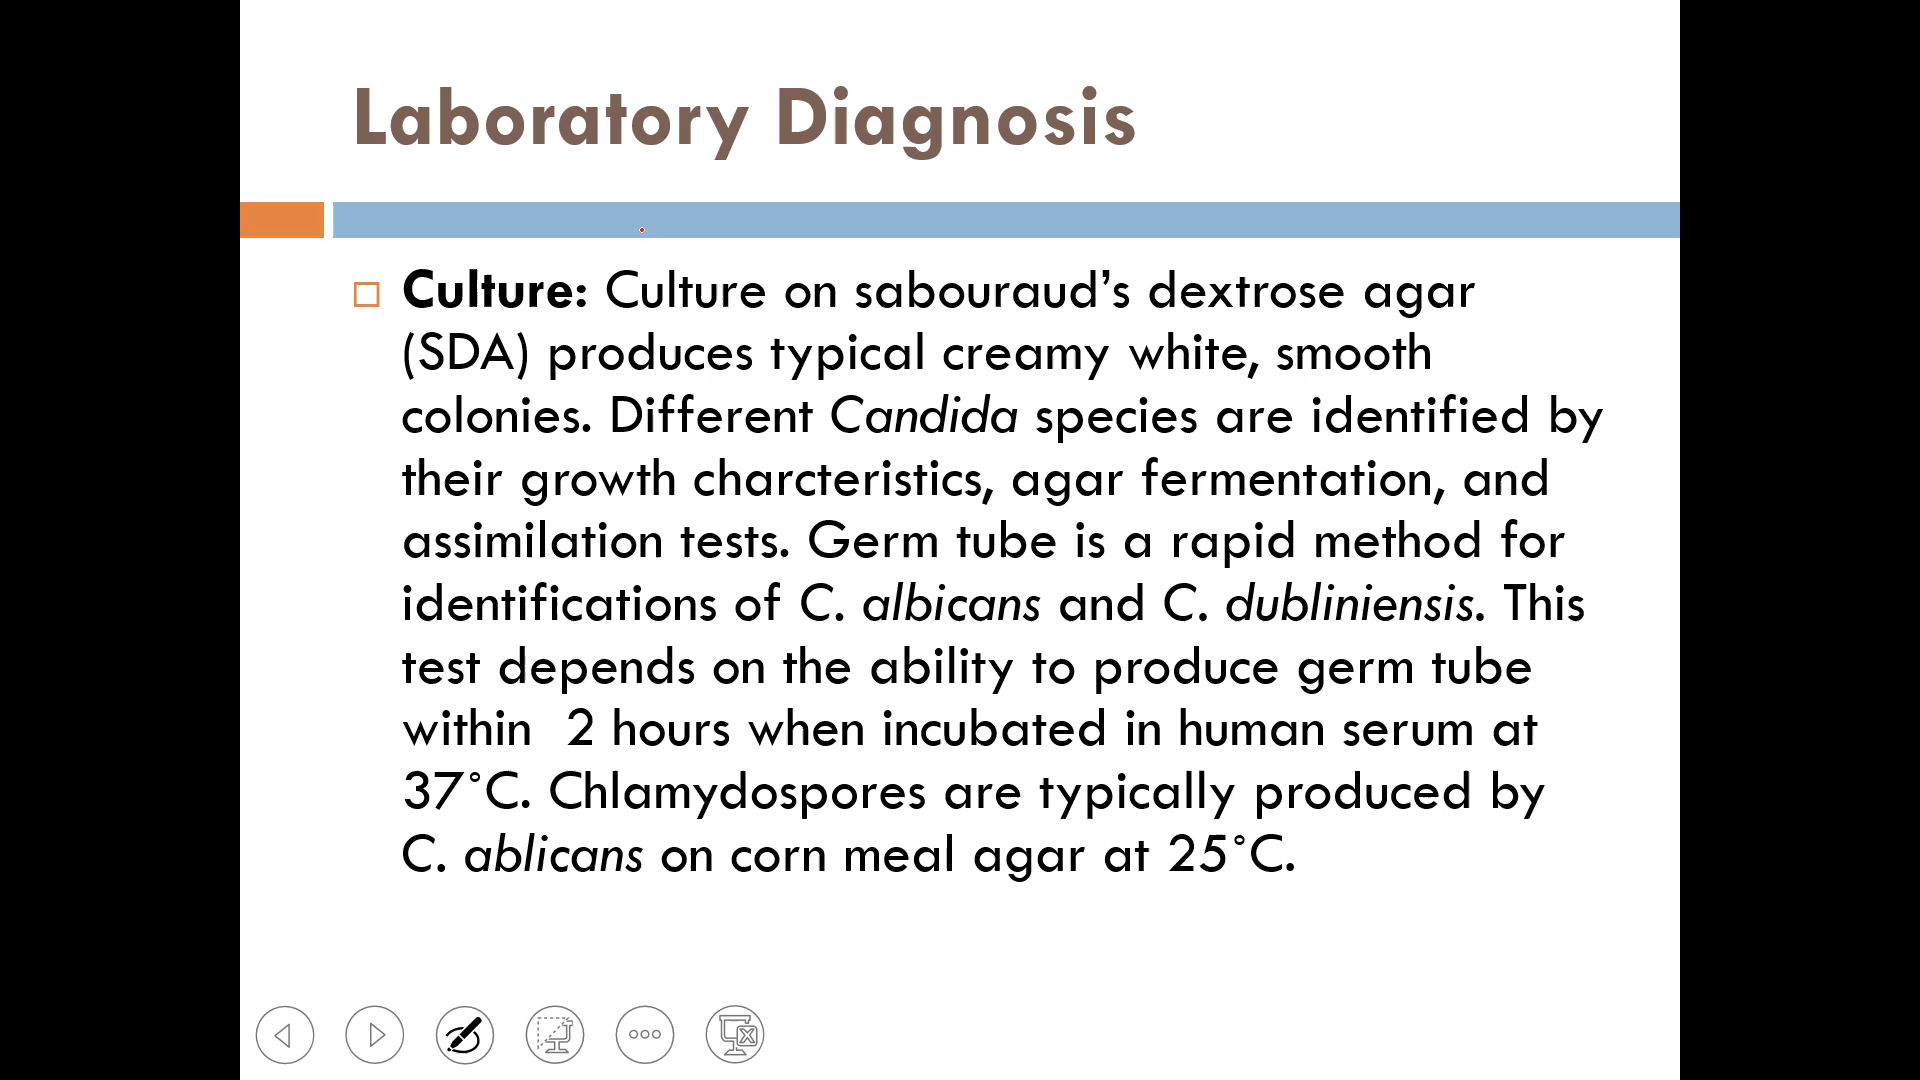 Laboratory Diagnosis
Culture: Culture on sabouraud’s dextrose agar
(SDA) produces typical creamy white, smooth
colonies. Different Candida species are identified by
their growth charcteristics, agar fermentation, and
assimilation tests. Germ tube is a rapid method for
identifications of C. albicans and C. dubliniensis. This
test depends on the ability to produce germ tube
within  2 hours when incubated in human serum at
37˚C. Chlamydospores are typically produced by
C. ablicans on corn meal agar at 25˚C.